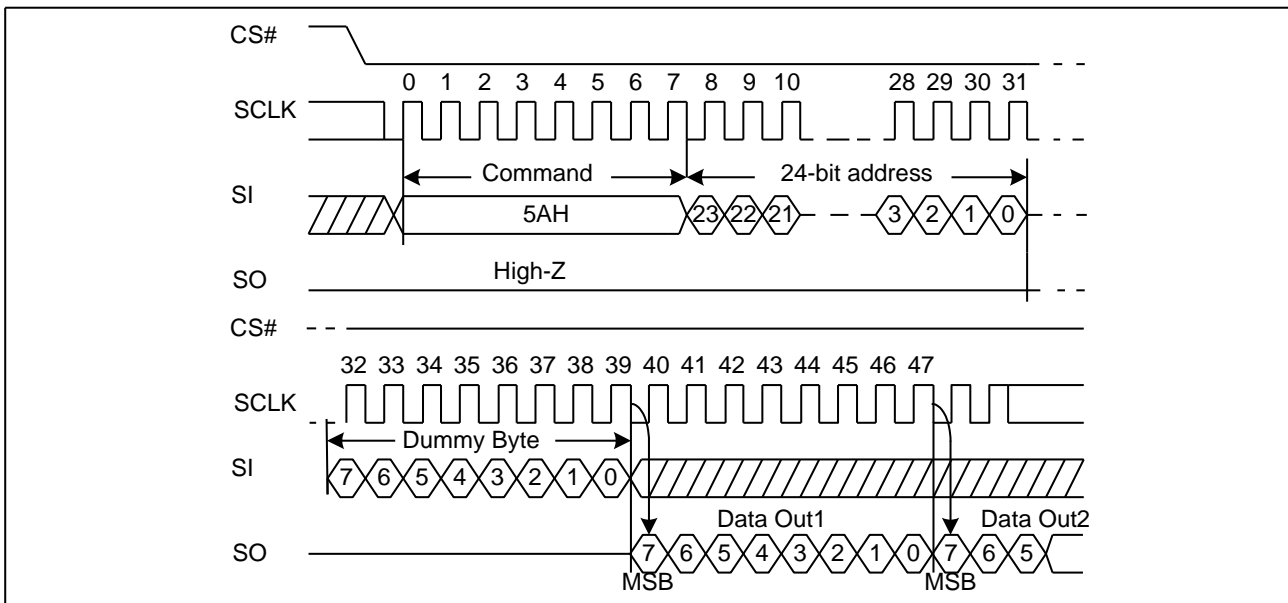 CS#
0 1 2 3 4 5 6 7 8 9 10 28 29 30 31
SCLK
Command 24-bit address
SI
5AH 23 22 21 3 2 1 0
High-Z
SO
CS#
32 33 34 35 36 37 38 39 40 41 42 43 44 45 46 47
SCLK
Dummy Byte
SI
7 6 5 4 3 2 1 0
Data Out1 Data Out2
SO
7 6 5 4 3 2 1 0 7 6 5
MSB MSB